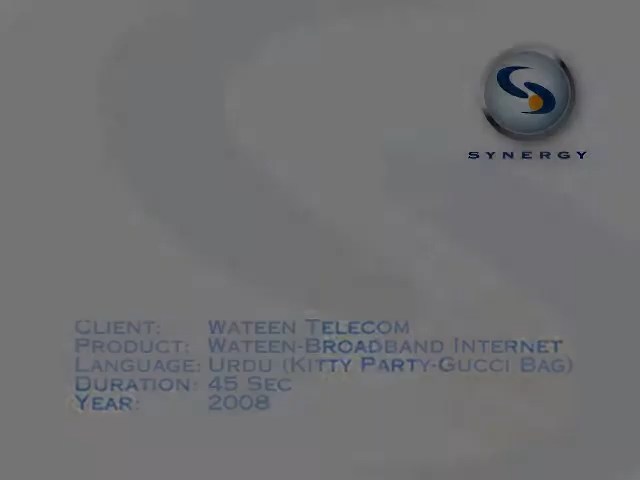 SYNERGY
CLIENT: WATEEN TELECOM
PRODUCT: WATEEN-BROADBAND INTERNET
LANGUAGE: URDU (KITTY PARTY-GUCCI BAG)
DURATION: 45 SEC
YEAR: 2008